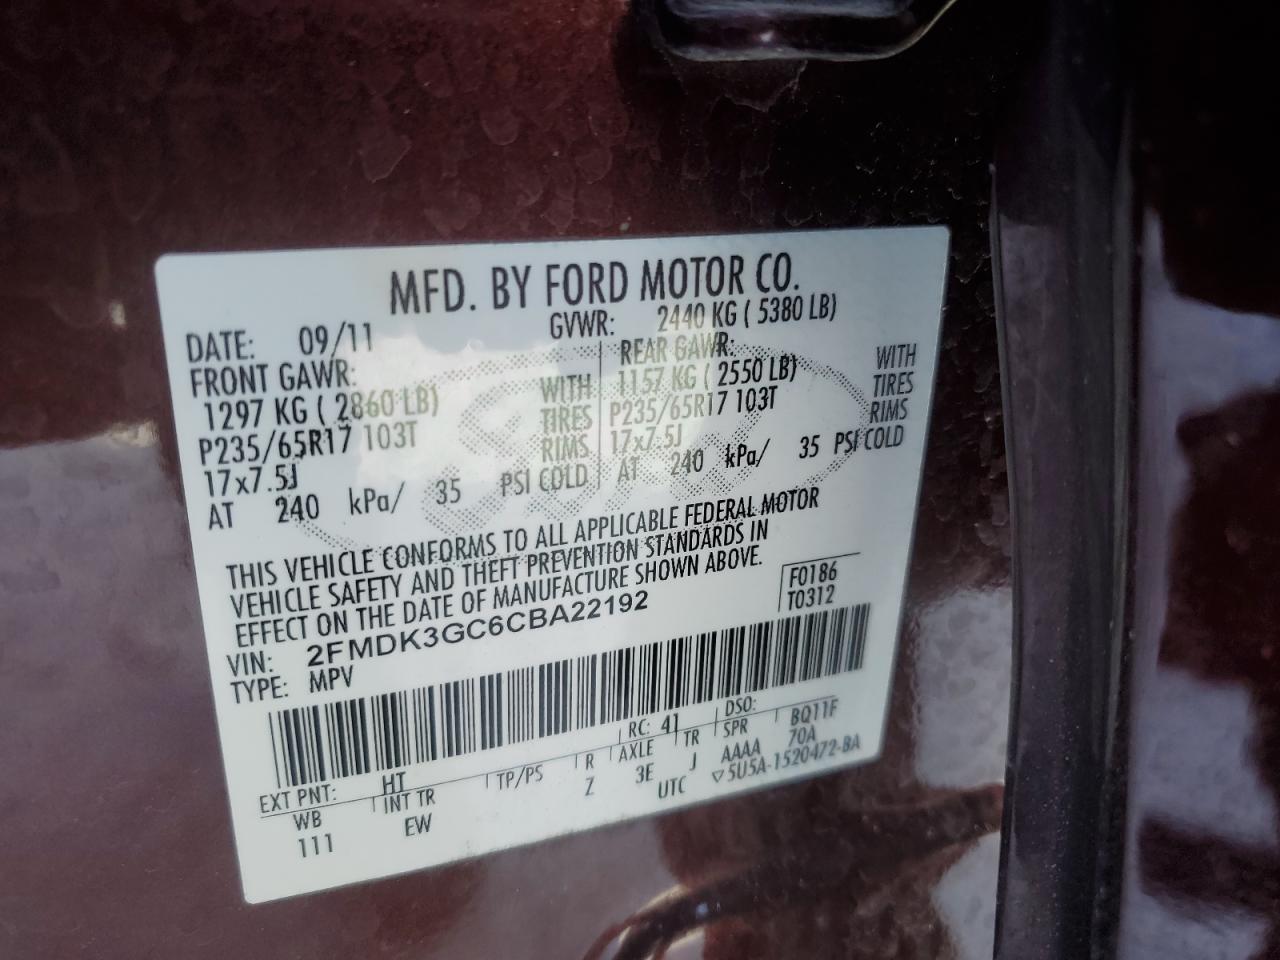 MFD. BY FORD MOTOR CO.
DATE: 09/11 GVWR: 2440 KG ( 5380 LB)
FRONT GAWR: REAR GAWR:
1297 KG ( 2860 LB) WITH 1157 KG ( 2550 LB) WITH
P235/65R17 103T TIRES P235/65R17 103T TIRES
17x7.5J RIMS 17x7.5J RIMS
AT 240 kPa/ 35 PSI COLD AT 240 kPa/ 35 PSI COLD
THIS VEHICLE CONFORMS TO ALL APPLICABLE FEDERAL MOTOR
VEHICLE SAFETY AND THEFT PREVENTION STANDARDS IN
EFFECT ON THE DATE OF MANUFACTURE SHOWN ABOVE.
VIN: 2FMDK3GC6CBA22192 F0186
TYPE: MPV T0312
EXT PNT: HT RC: 41 DSO: BQ11F
WB INT TR TP/PS R AXLE TR SPR 70A
111 EW Z 3E J AAAA
UTC ▽5U5A-1520472-BA